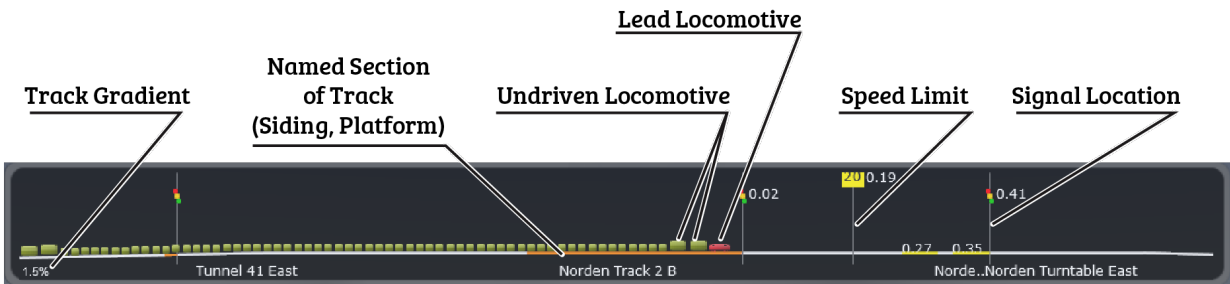 Lead Locomotive
Track Gradient
Named Section
of Track
(Siding, Platform)
Undriven Locomotive
Speed Limit
Signal Location
20 0.19
0.02
0.41
0.27
0.35
1.5%
Tunnel 41 East
Norden Track 2 B
Norde..Norden Turntable East